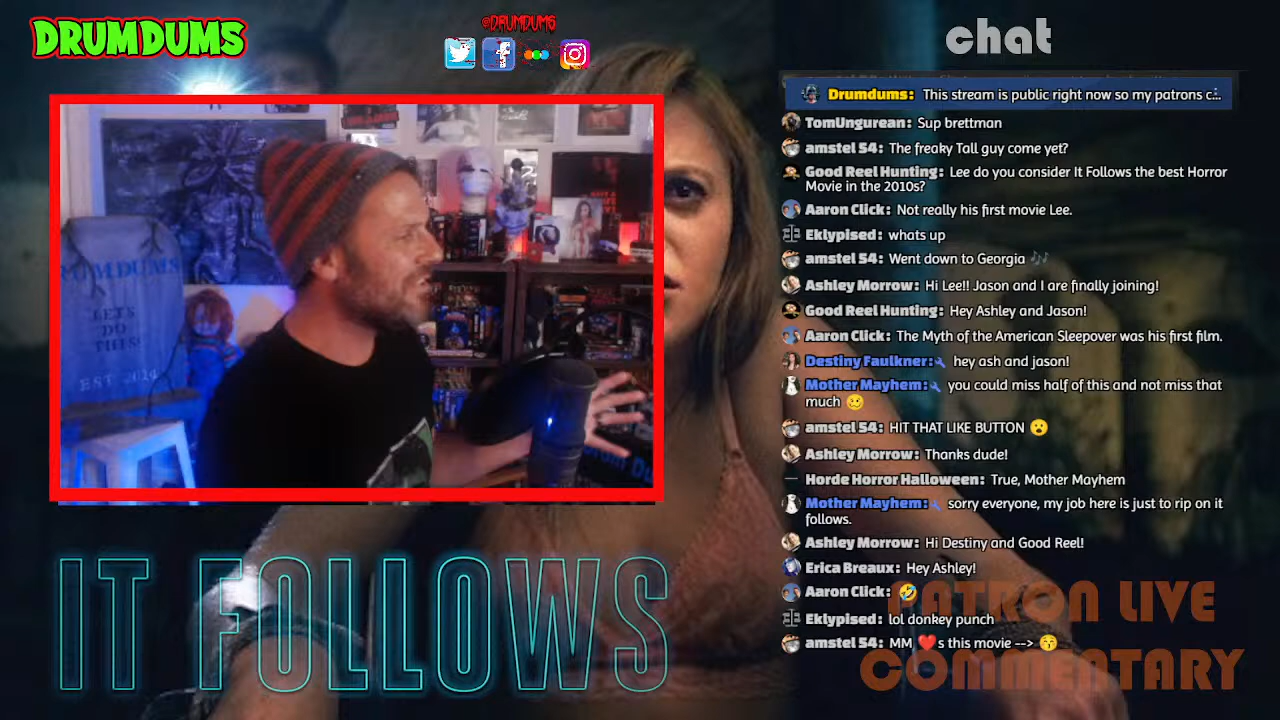 DRUMDUMS
@DRUMDUMS
chat
Drumdums: This stream is public right now so my patrons c...
TomUngurean: Sup brettman
amstel 54: The freaky Tall guy come yet?
Good Reel Hunting: Lee do you consider It Follows the best Horror
Movie in the 2010s?
Aaron Click: Not really his first movie Lee.
Eklypised: whats up
amstel 54: Went down to Georgia 🎶
Ashley Morrow: Hi Lee!! Jason and I are finally joining!
Good Reel Hunting: Hey Ashley and Jason!
Aaron Click: The Myth of the American Sleepover was his first film.
Destiny Faulkner: hey ash and jason!
Mother Mayhem: you could miss half of this and not miss that
much 🥴
amstel 54: HIT THAT LIKE BUTTON 😮
Ashley Morrow: Thanks dude!
Horde Horror Halloween: True, Mother Mayhem
Mother Mayhem: sorry everyone, my job here is just to rip on it
follows.
Ashley Morrow: Hi Destiny and Good Reel!
Erica Breaux: Hey Ashley!
Aaron Click: 🤣
Eklypised: lol donkey punch
amstel 54: MM ❤️s this movie --> 😚
LET'S
DO
THIS
EST 2014
IT FOLLOWS
PATRON LIVE
COMMENTARY